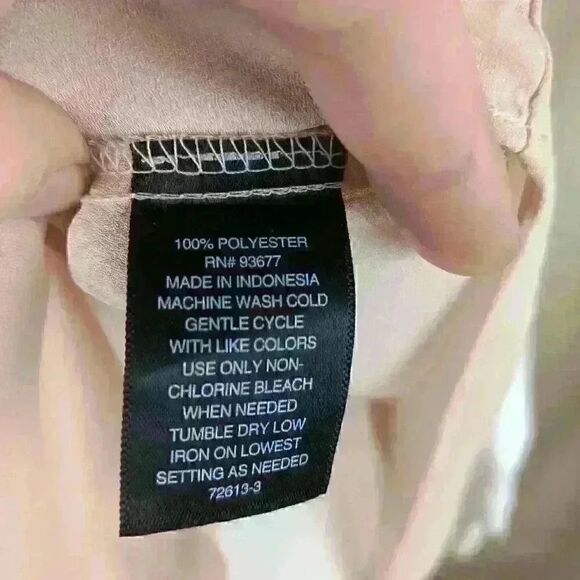 100% POLYESTER
RN# 93677
MADE IN INDONESIA
MACHINE WASH COLD
GENTLE CYCLE
WITH LIKE COLORS
USE ONLY NON-
CHLORINE BLEACH
WHEN NEEDED
TUMBLE DRY LOW
IRON ON LOWEST
SETTING AS NEEDED
72613-3